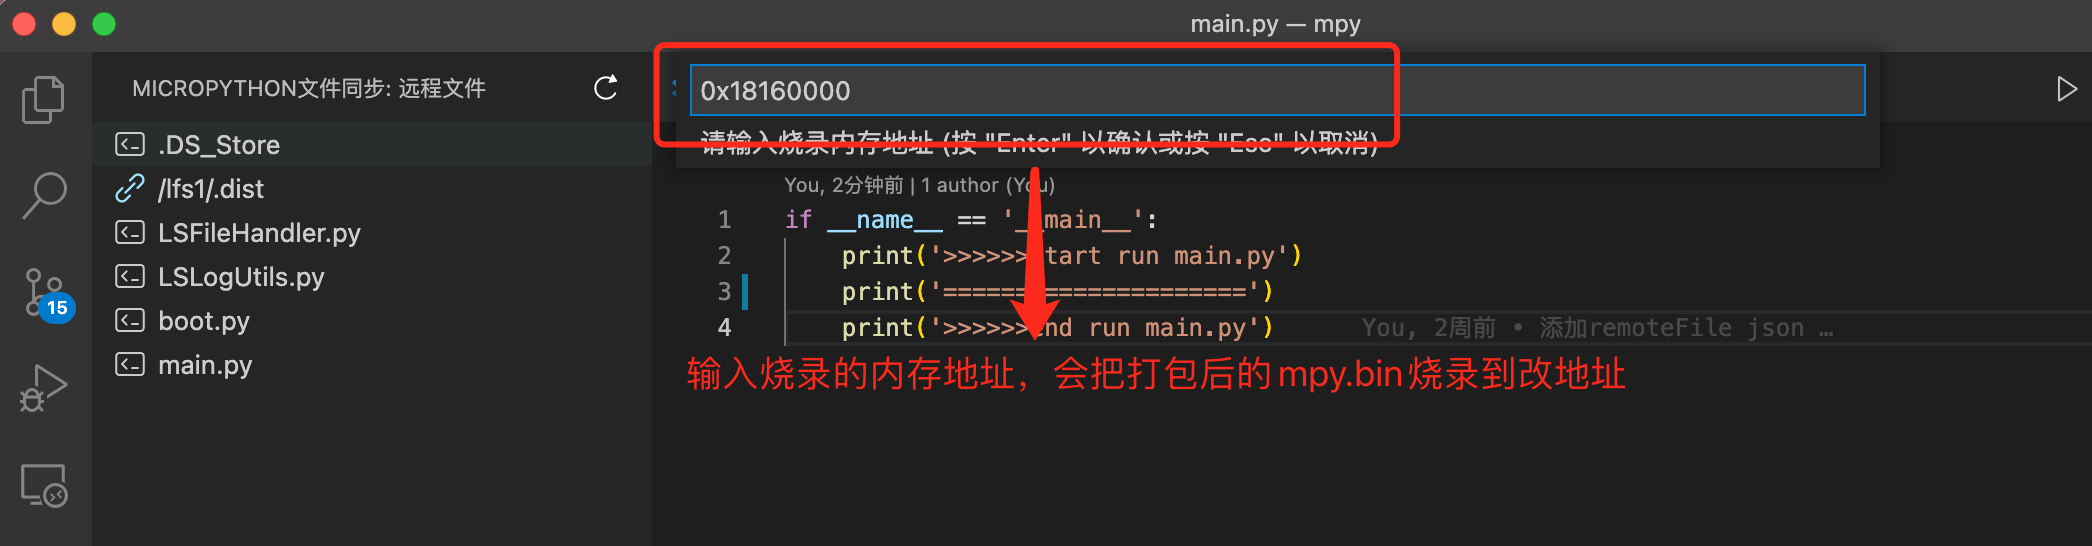 main.py — mpy
MICROPYTHON文件同步: 远程文件
0x18160000
请输入烧录内存地址 (按 "Enter" 以确认或按 "Esc" 以取消)
.DS_Store
/lfs1/.dist
LSFileHandler.py
LSLogUtils.py
boot.py
main.py
15
You, 2分钟前 | 1 author (You)
1 if __name__ == '__main__':
2 print('>>>>>>start run main.py')
3 print('=====================')
4 print('>>>>>>end run main.py') You, 2周前 • 添加remoteFile json …
输入烧录的内存地址，会把打包后的mpy.bin烧录到改地址